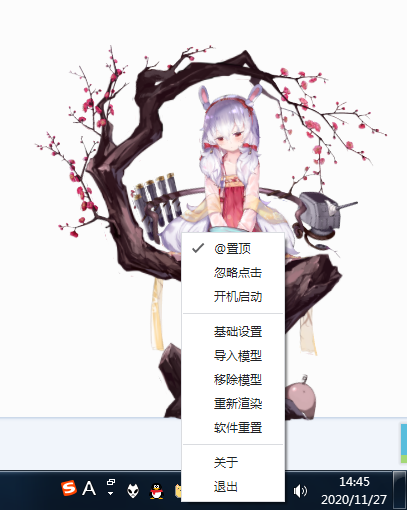 @置顶
忽略点击
开机启动
基础设置
导入模型
移除模型
重新渲染
软件重置
关于
退出
S A
14:45
2020/11/27